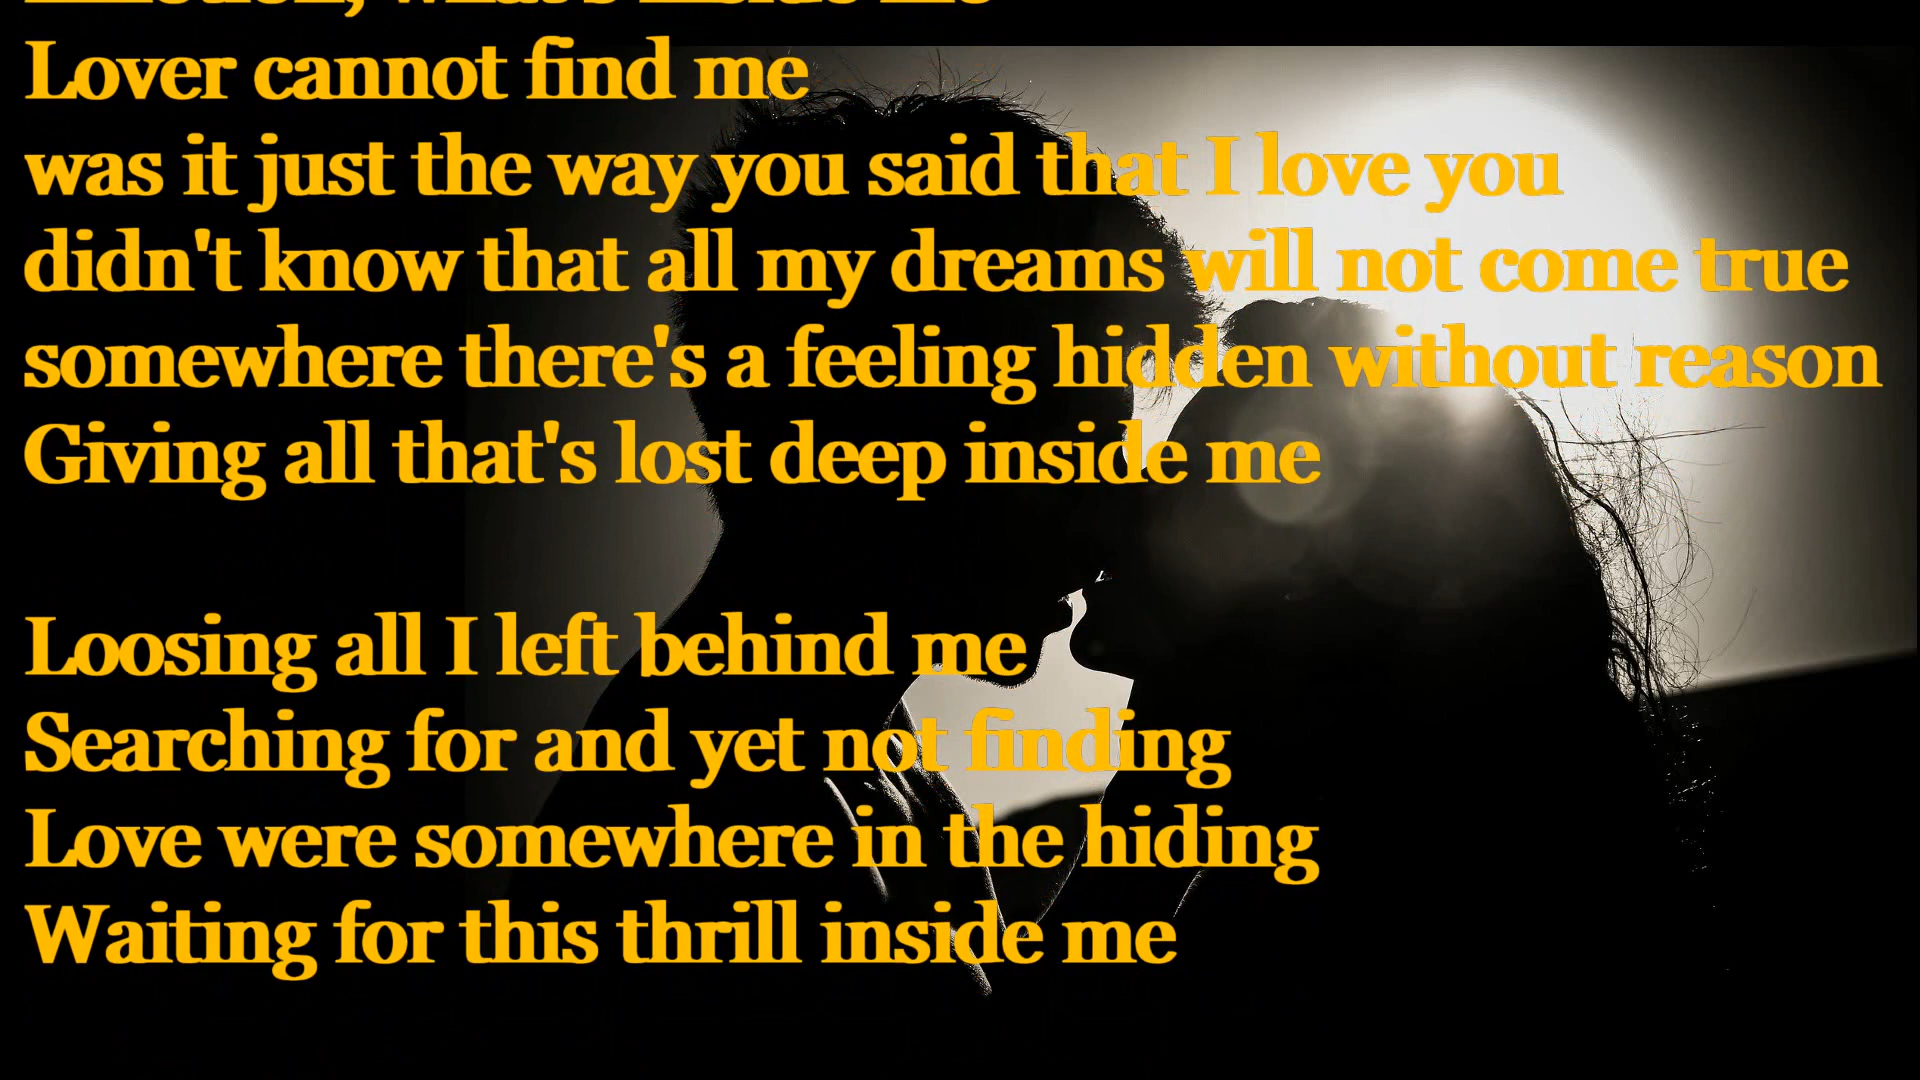 Lover cannot find me
was it just the way you said that I love you
didn't know that all my dreams will not come true
somewhere there's a feeling hidden without reason
Giving all that's lost deep inside me
Loosing all I left behind me
Searching for and yet not finding
Love were somewhere in the hiding
Waiting for this thrill inside me